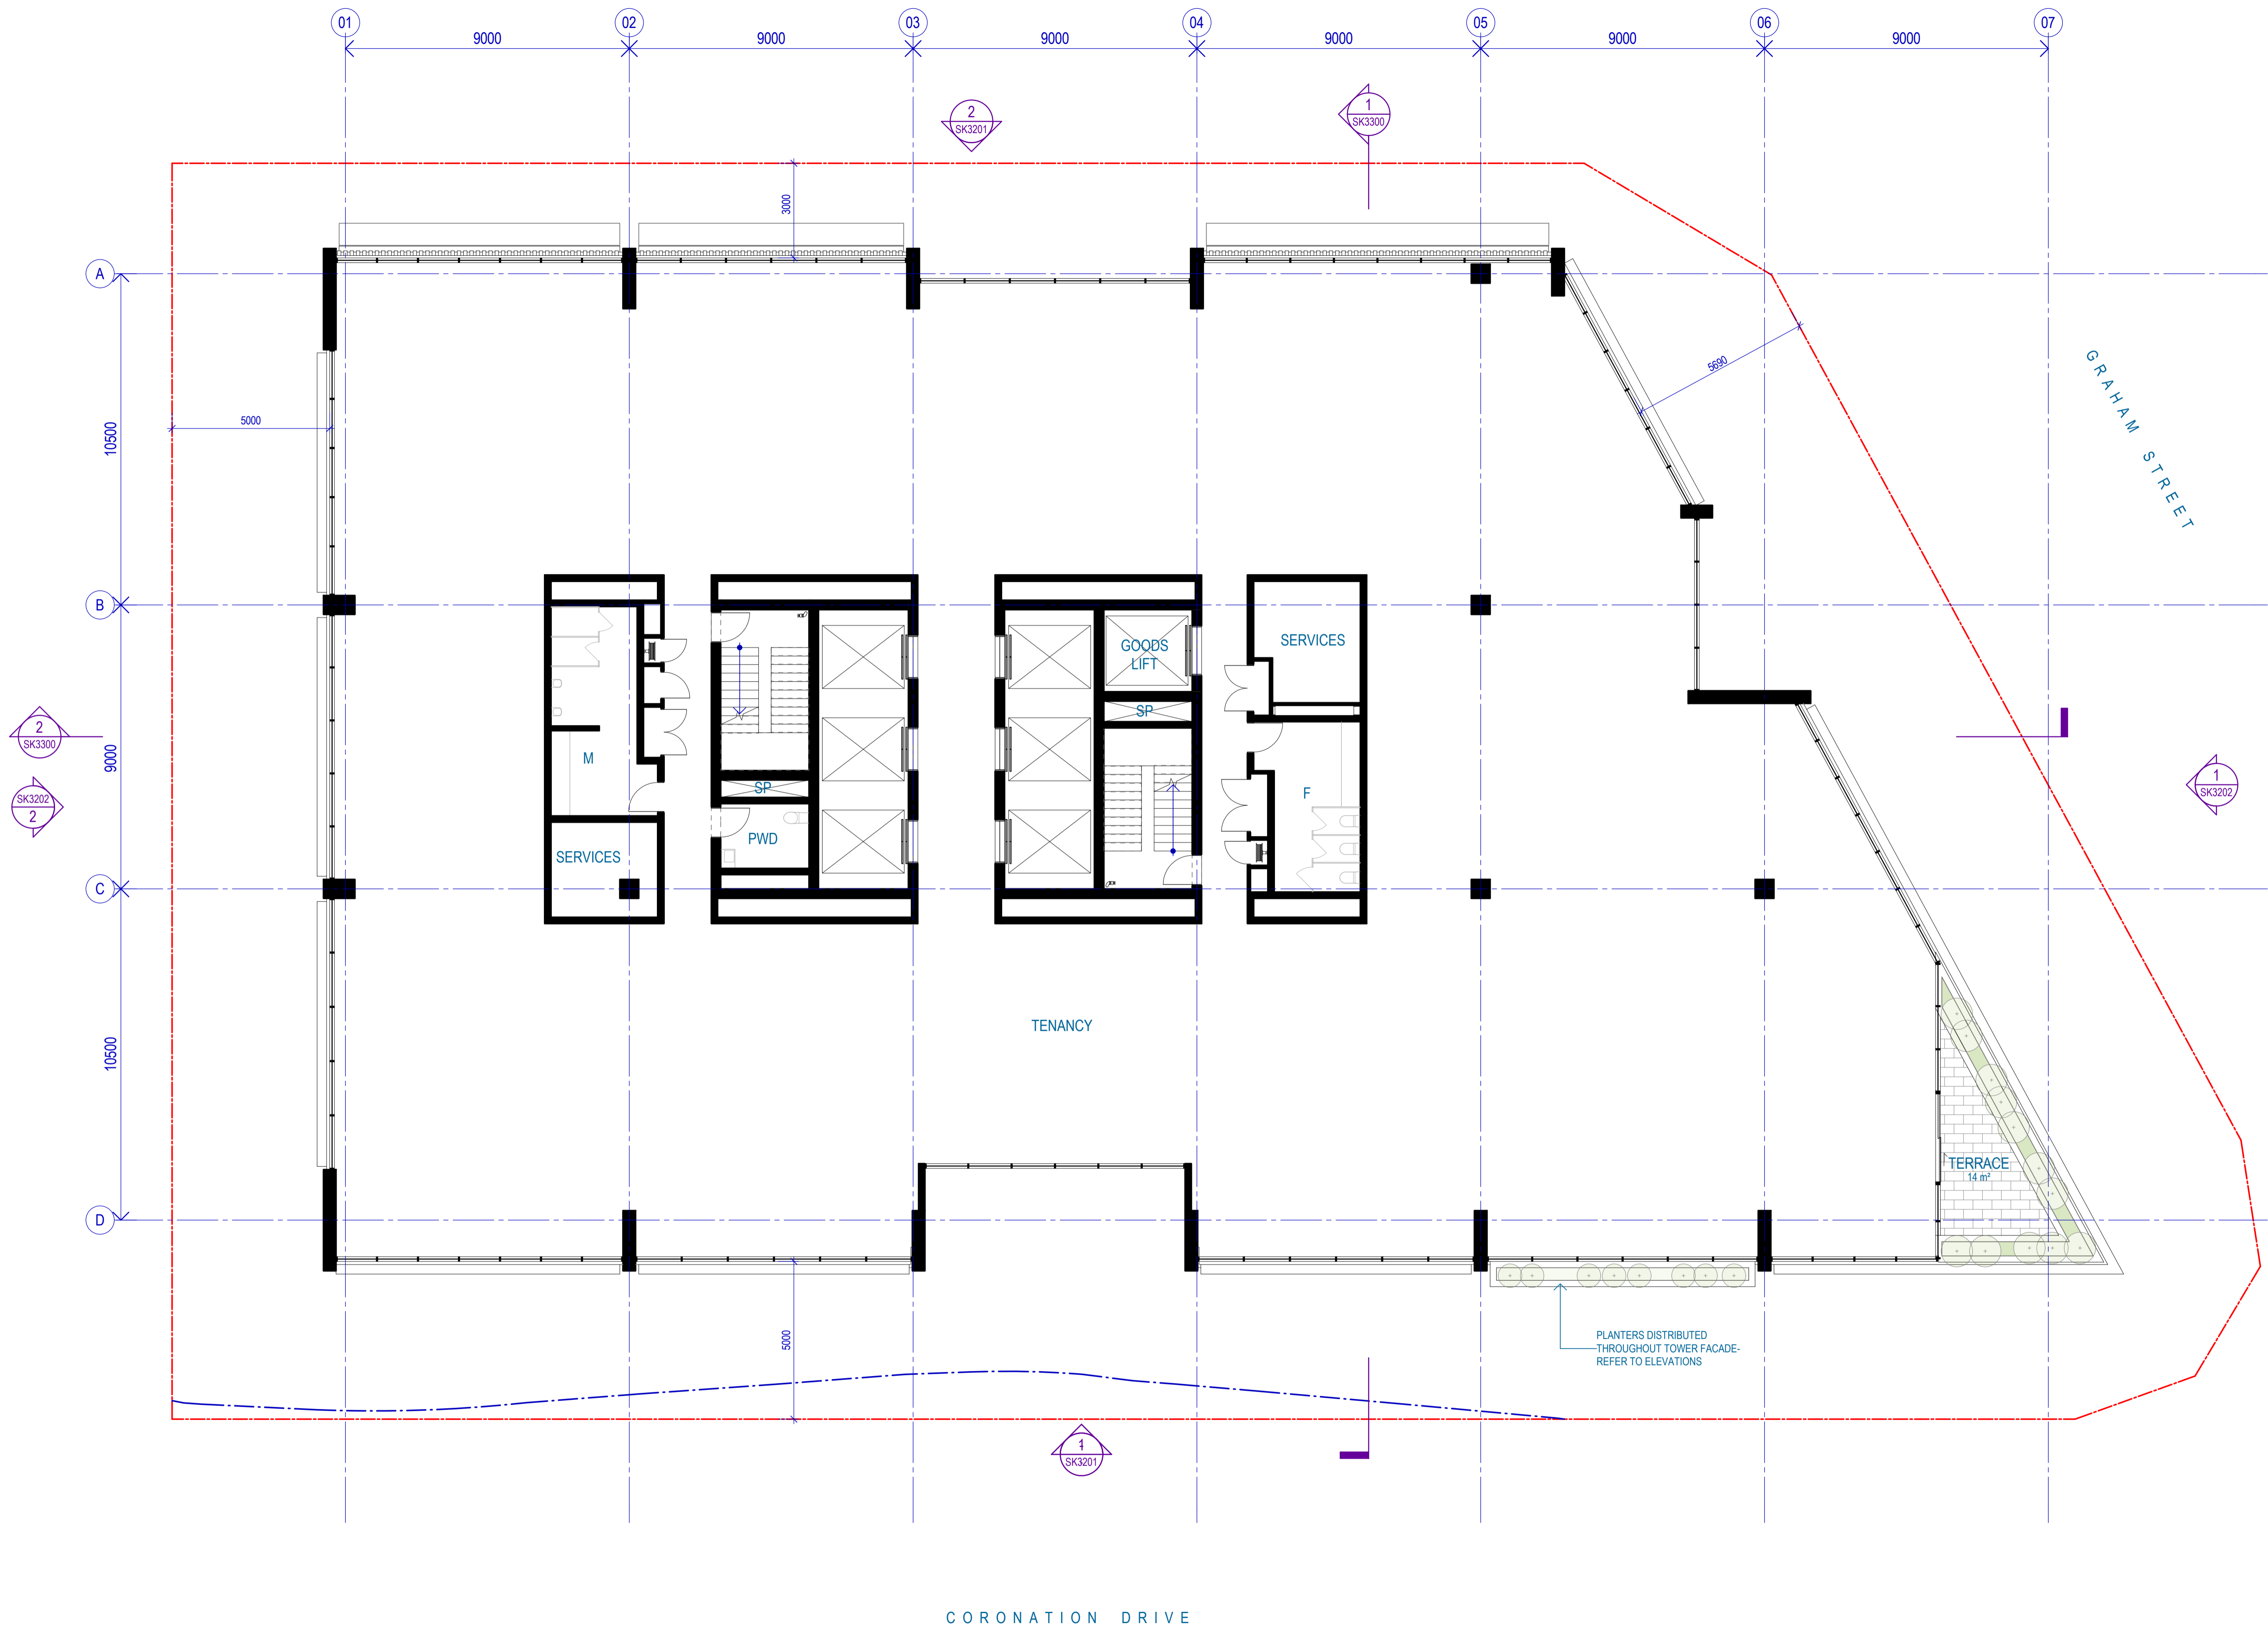 01
02
03
04
05
06
07
9000
9000
9000
9000
9000
9000
2
SK3201
1
SK3300
3000
A
5690
GRAHAM STREET
5000
10500
B
SERVICES
GOODS
LIFT
SP
2
SK3300
9000
M
SP
F
1
SK3202
SK3202
2
PWD
SERVICES
C
TENANCY
10500
TERRACE
14 m²
D
5000
PLANTERS DISTRIBUTED
THROUGHOUT TOWER FACADE-
REFER TO ELEVATIONS
1
SK3201
CORONATION DRIVE